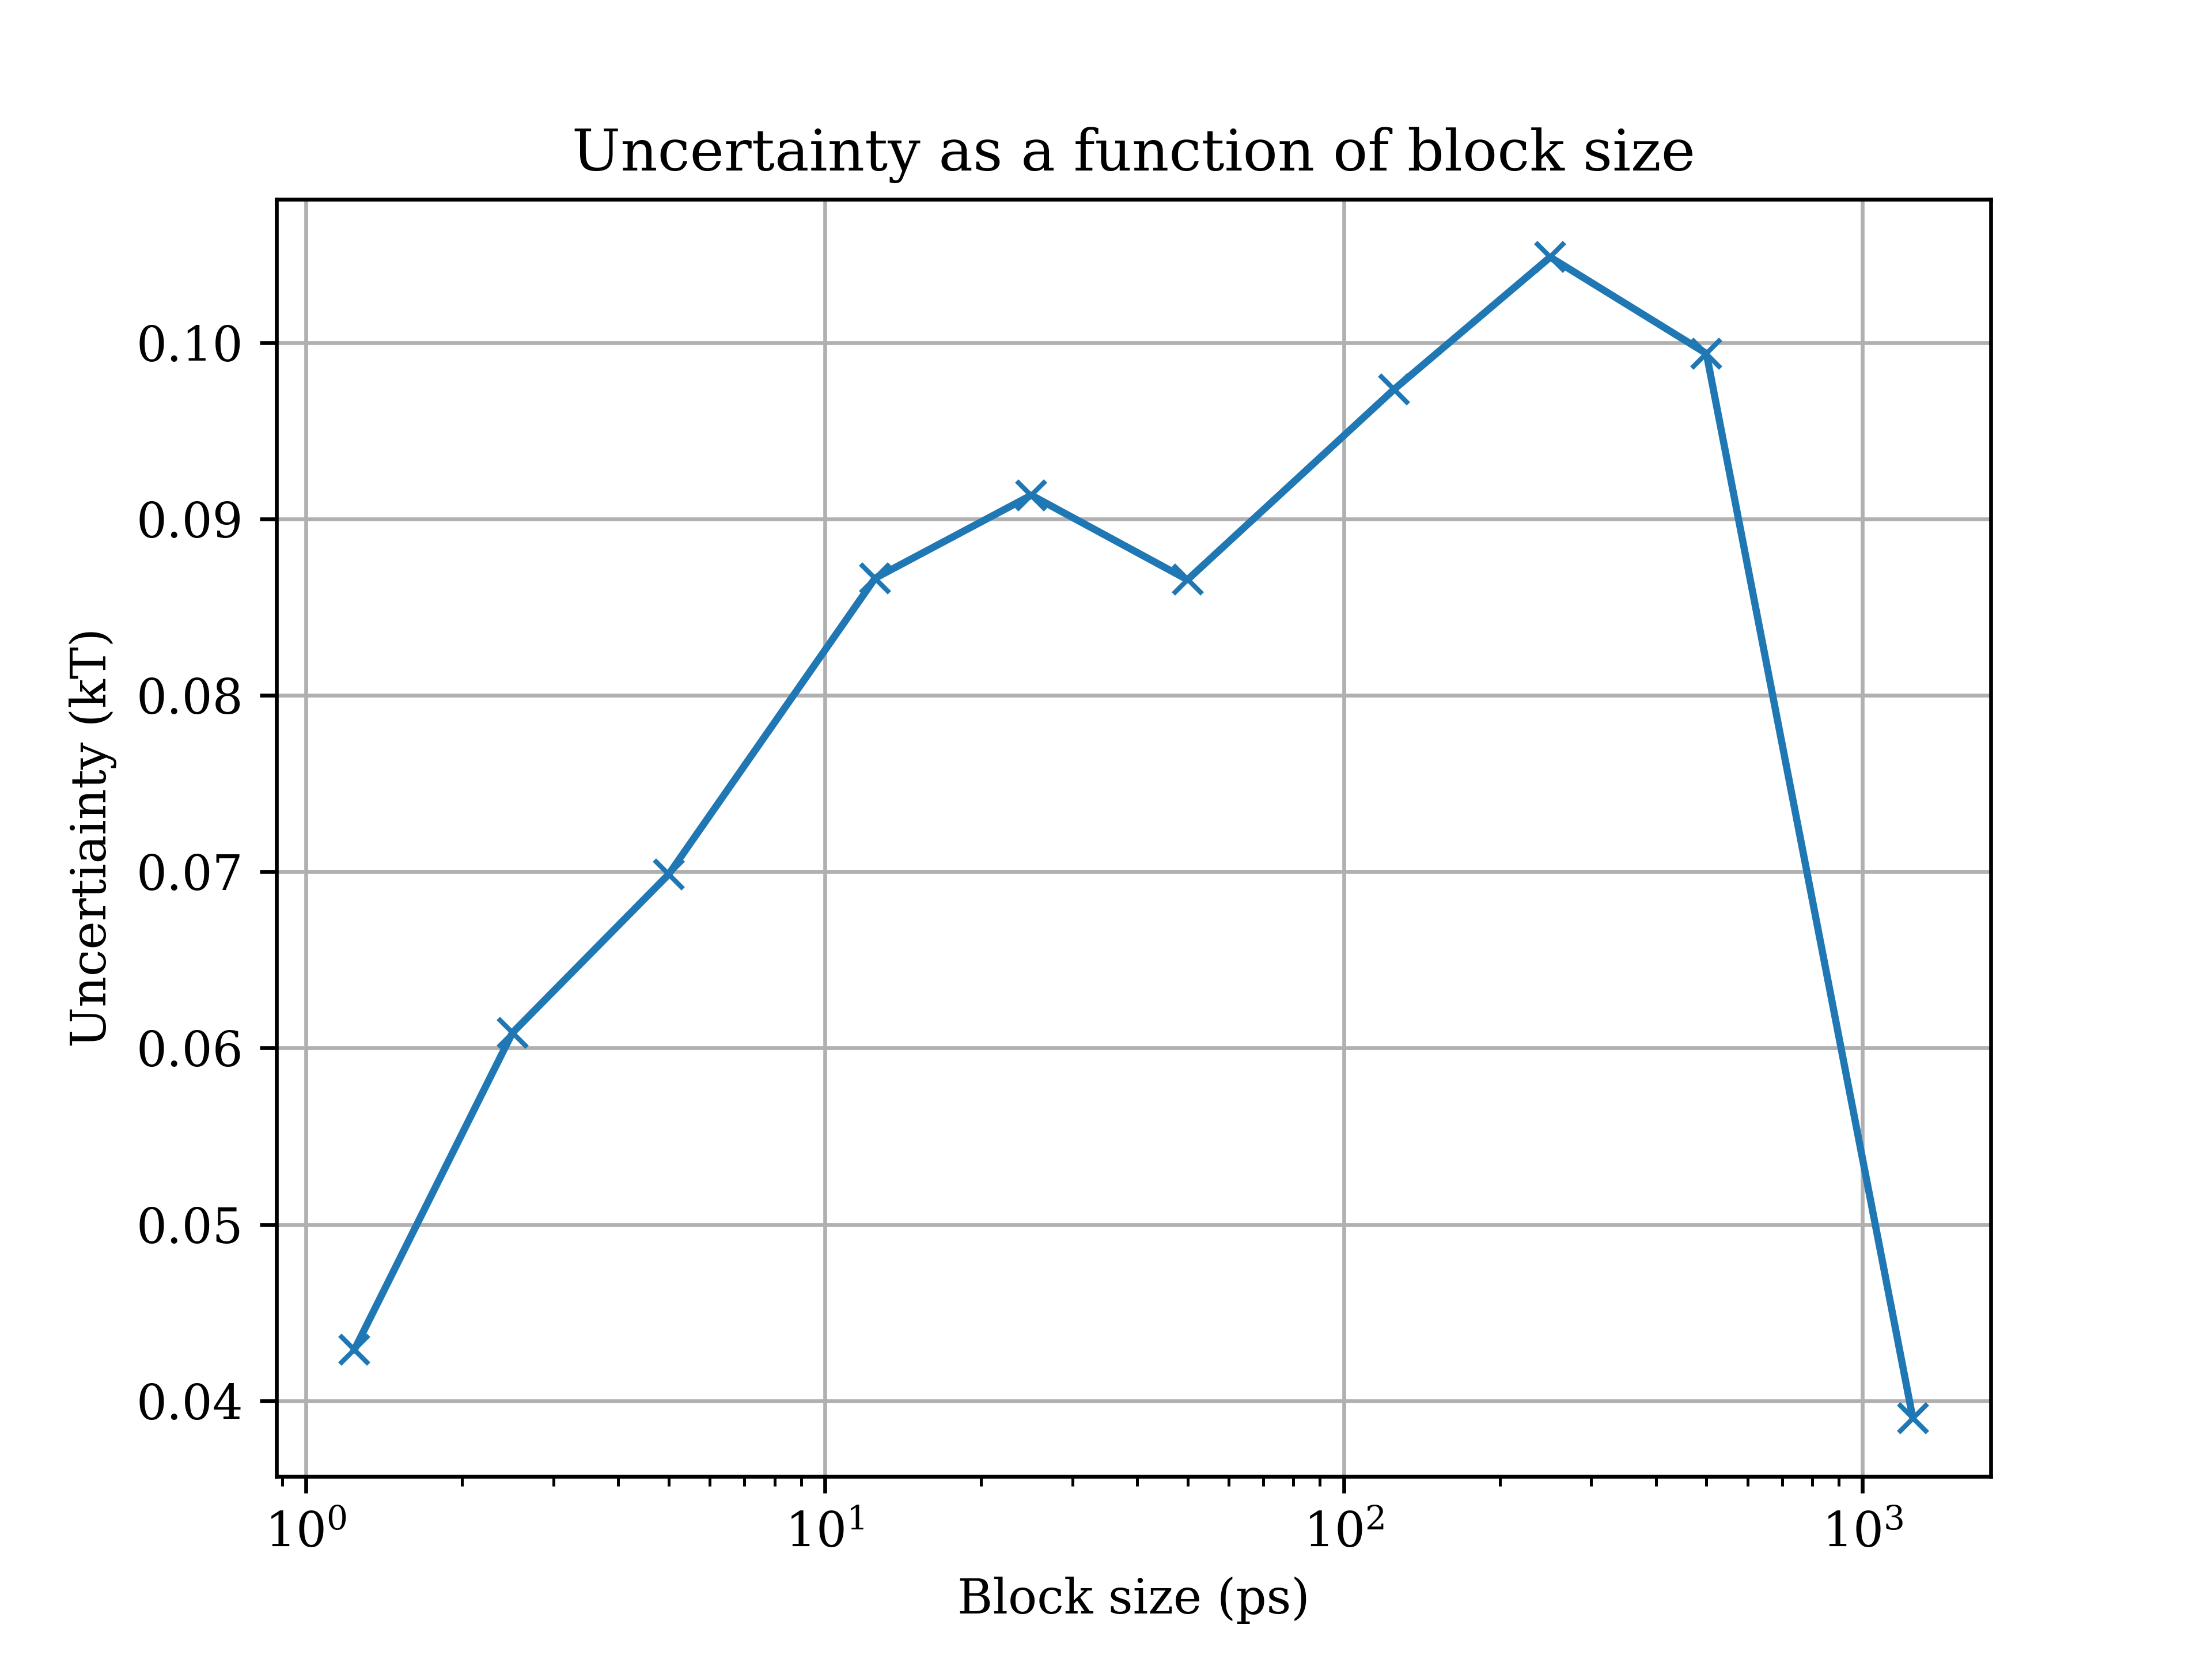 Uncertainty as a function of block size
Uncertiainty (kT)
0.10
0.09
0.08
0.07
0.06
0.05
0.04
10⁰ 10¹ 10² 10³
Block size (ps)